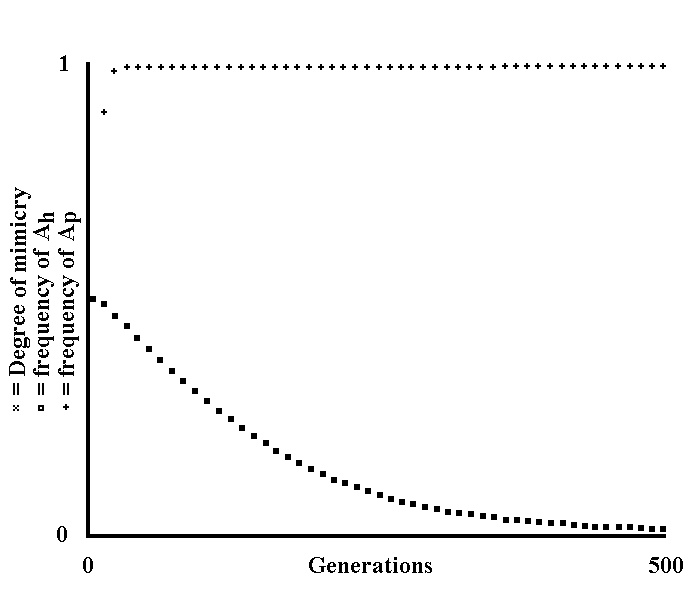 1
× = Degree of mimicry
▫ = frequency of Ah
+ = frequency of Ap
0
0 Generations 500